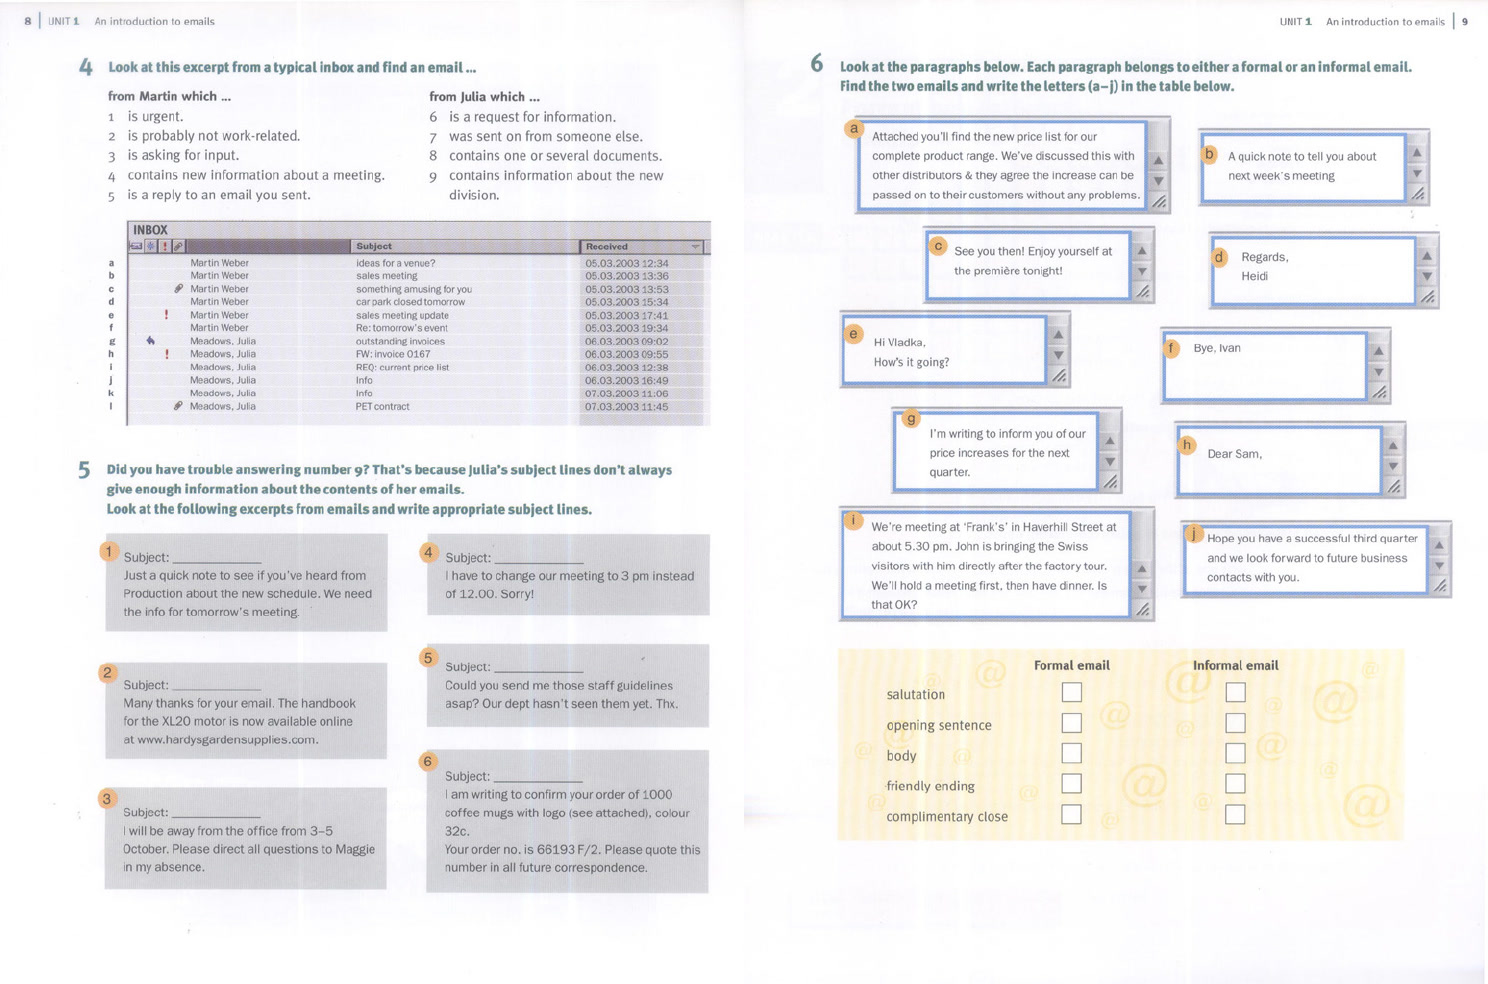 8 | UNIT 1 An introduction to emails
4 Look at this excerpt from a typical inbox and find an email ...
from Martin which ...
1 is urgent.
2 is probably not work-related.
3 is asking for input.
4 contains new information about a meeting.
5 is a reply to an email you sent.
from Julia which ...
6 is a request for information.
7 was sent on from someone else.
8 contains one or several documents.
9 contains information about the new
division.
INBOX
Subject Received
a Martin Weber ideas for a venue? 05.03.2003 12:34
b Martin Weber sales meeting 05.03.2003 13:36
c Martin Weber something amusing for you 05.03.2003 13:53
d Martin Weber car park closed tomorrow 05.03.2003 15:34
e ! Martin Weber sales meeting update 05.03.2003 17:41
f Martin Weber Re: tomorrow's event 05.03.2003 19:34
g Meadows, Julia outstanding invoices 06.03.2003 09:02
h ! Meadows, Julia FW: invoice 0167 06.03.2003 09:55
i Meadows, Julia REQ: current price list 06.03.2003 12:38
j Meadows, Julia Info 06.03.2003 16:49
k Meadows, Julia Info 07.03.2003 11:06
l Meadows, Julia PET contract 07.03.2003 11:45
5 Did you have trouble answering number 9? That's because Julia's subject lines don't always
give enough information about the contents of her emails.
Look at the following excerpts from emails and write appropriate subject lines.
1
Subject: ____________
Just a quick note to see if you've heard from
Production about the new schedule. We need
the info for tomorrow's meeting.
2
Subject: ____________
Many thanks for your email. The handbook
for the XL20 motor is now available online
at www.hardysgardensupplies.com.
3
Subject: ____________
I will be away from the office from 3–5
October. Please direct all questions to Maggie
in my absence.
4
Subject: ____________
I have to change our meeting to 3 pm instead
of 12.00. Sorry!
5
Subject: ____________
Could you send me those staff guidelines
asap? Our dept hasn't seen them yet. Thx.
6
Subject: ____________
I am writing to confirm your order of 1000
coffee mugs with logo (see attached), colour
32c.
Your order no. is 66193 F/2. Please quote this
number in all future correspondence.
UNIT 1 An introduction to emails | 9
6 Look at the paragraphs below. Each paragraph belongs to either a formal or an informal email.
Find the two emails and write the letters (a–j) in the table below.
a
Attached you'll find the new price list for our
complete product range. We've discussed this with
other distributors & they agree the increase can be
passed on to their customers without any problems.
b
A quick note to tell you about
next week's meeting
c
See you then! Enjoy yourself at
the première tonight!
d
Regards,
Heidi
e
Hi Vladka,
How's it going?
f
Bye, Ivan
g
I'm writing to inform you of our
price increases for the next
quarter.
h
Dear Sam,
i
We're meeting at 'Frank's' in Haverhill Street at
about 5.30 pm. John is bringing the Swiss
visitors with him directly after the factory tour.
We'll hold a meeting first, then have dinner. Is
that OK?
j
Hope you have a successful third quarter
and we look forward to future business
contacts with you.
Formal email Informal email
salutation
opening sentence
body
friendly ending
complimentary close